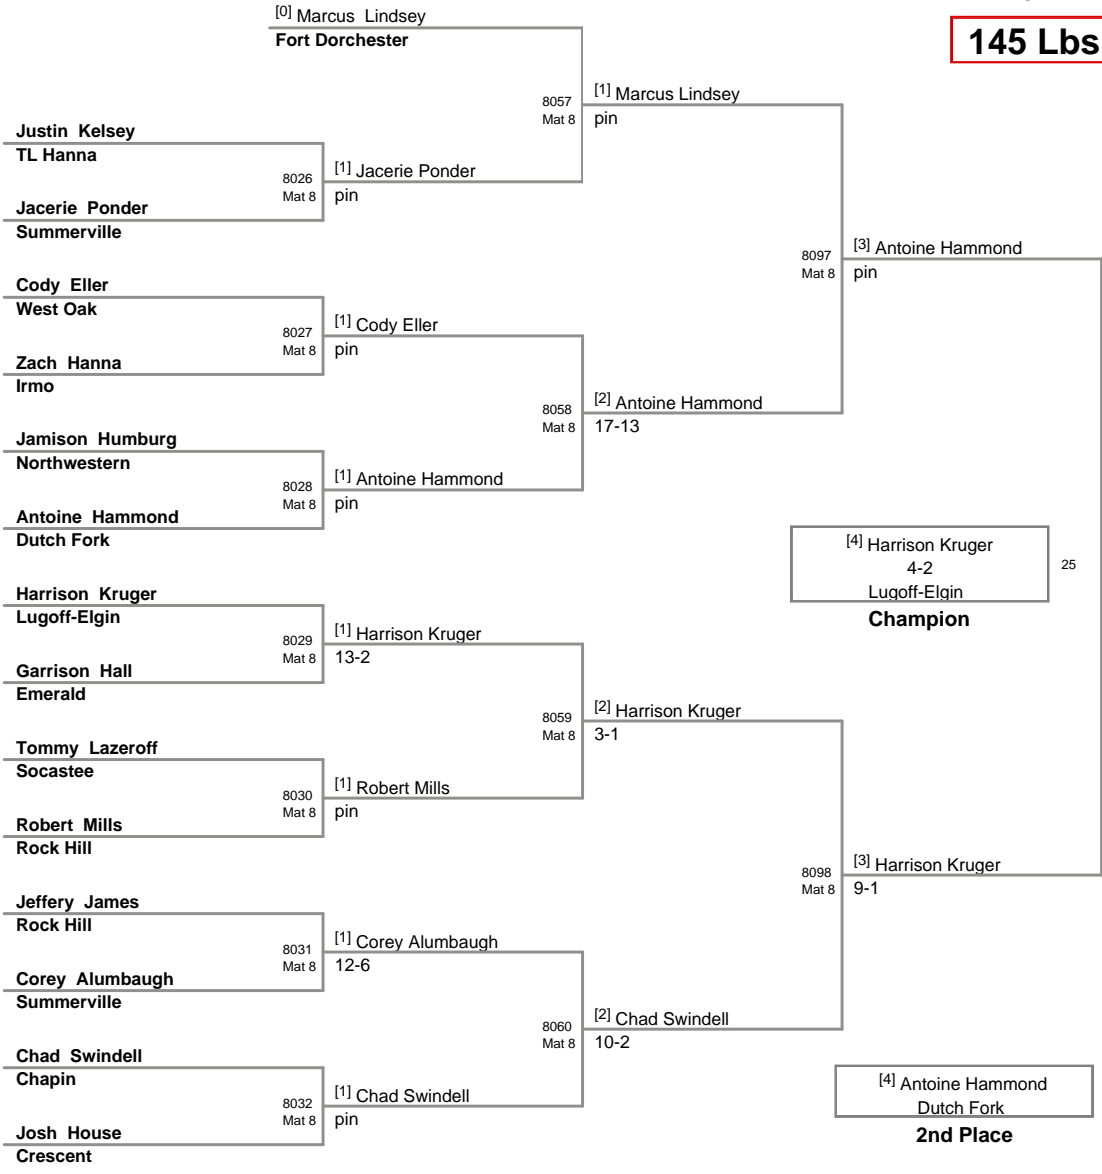 [0] Marcus Lindsey
Fort Dorchester
145 Lbs
8057
Mat 8
[1] Marcus Lindsey
pin
Justin Kelsey
TL Hanna
8026
Mat 8
[1] Jacerie Ponder
pin
Jacerie Ponder
Summerville
8097
Mat 8
[3] Antoine Hammond
pin
Cody Eller
West Oak
8027
Mat 8
[1] Cody Eller
pin
Zach Hanna
Irmo
8058
Mat 8
[2] Antoine Hammond
17-13
Jamison Humburg
Northwestern
8028
Mat 8
[1] Antoine Hammond
pin
Antoine Hammond
Dutch Fork
[4] Harrison Kruger
4-2
Lugoff-Elgin
25
Champion
Harrison Kruger
Lugoff-Elgin
8029
Mat 8
[1] Harrison Kruger
13-2
Garrison Hall
Emerald
8059
Mat 8
[2] Harrison Kruger
3-1
Tommy Lazeroff
Socastee
8030
Mat 8
[1] Robert Mills
pin
Robert Mills
Rock Hill
8098
Mat 8
[3] Harrison Kruger
9-1
Jeffery James
Rock Hill
8031
Mat 8
[1] Corey Alumbaugh
12-6
Corey Alumbaugh
Summerville
8060
Mat 8
[2] Chad Swindell
10-2
Chad Swindell
Chapin
8032
Mat 8
[1] Chad Swindell
pin
Josh House
Crescent
[4] Antoine Hammond
Dutch Fork
2nd Place